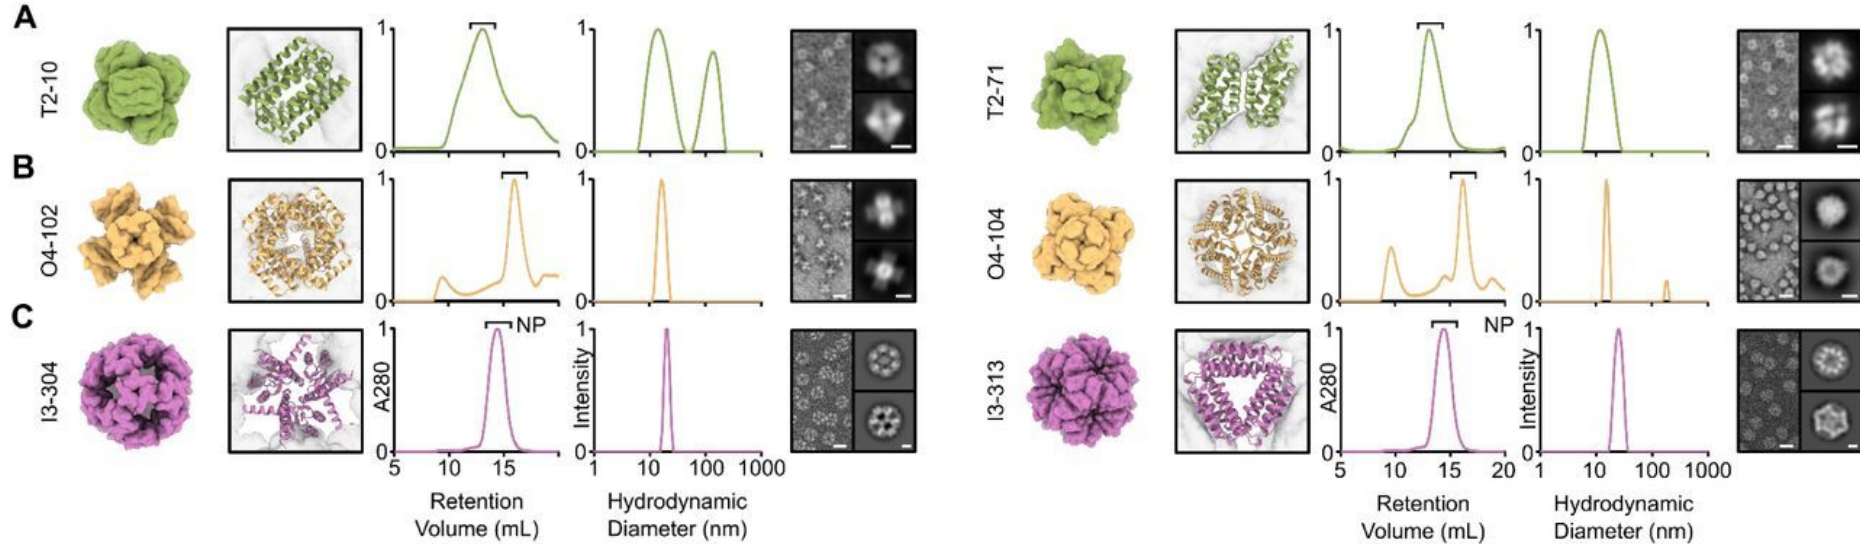 A
T2-10
1
0
1
0
T2-71
1
0
1
0
B
O4-102
1
0
1
0
O4-104
1
0
1
0
C
I3-304
1
NP
A280
0
5 10 15
1
Intensity
0
1 10 100 1000
Retention
Volume (mL)
Hydrodynamic
Diameter (nm)
I3-313
1
NP
A280
0
5 10 15 20
1
Intensity
0
1 10 100 1000
Retention
Volume (mL)
Hydrodynamic
Diameter (nm)